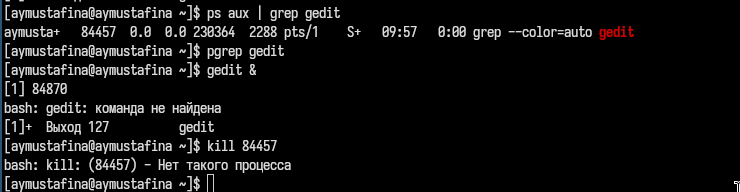 [aymustafina@aymustafina ~]$ ps aux | grep gedit
aymusta+   84457  0.0  0.0 230364  2288 pts/1    S+   09:57   0:00 grep --color=auto gedit
[aymustafina@aymustafina ~]$ pgrep gedit
[aymustafina@aymustafina ~]$ gedit &
[1] 84870
bash: gedit: команда не найдена
[1]+  Выход 127          gedit
[aymustafina@aymustafina ~]$ kill 84457
bash: kill: (84457) - Нет такого процесса
[aymustafina@aymustafina ~]$